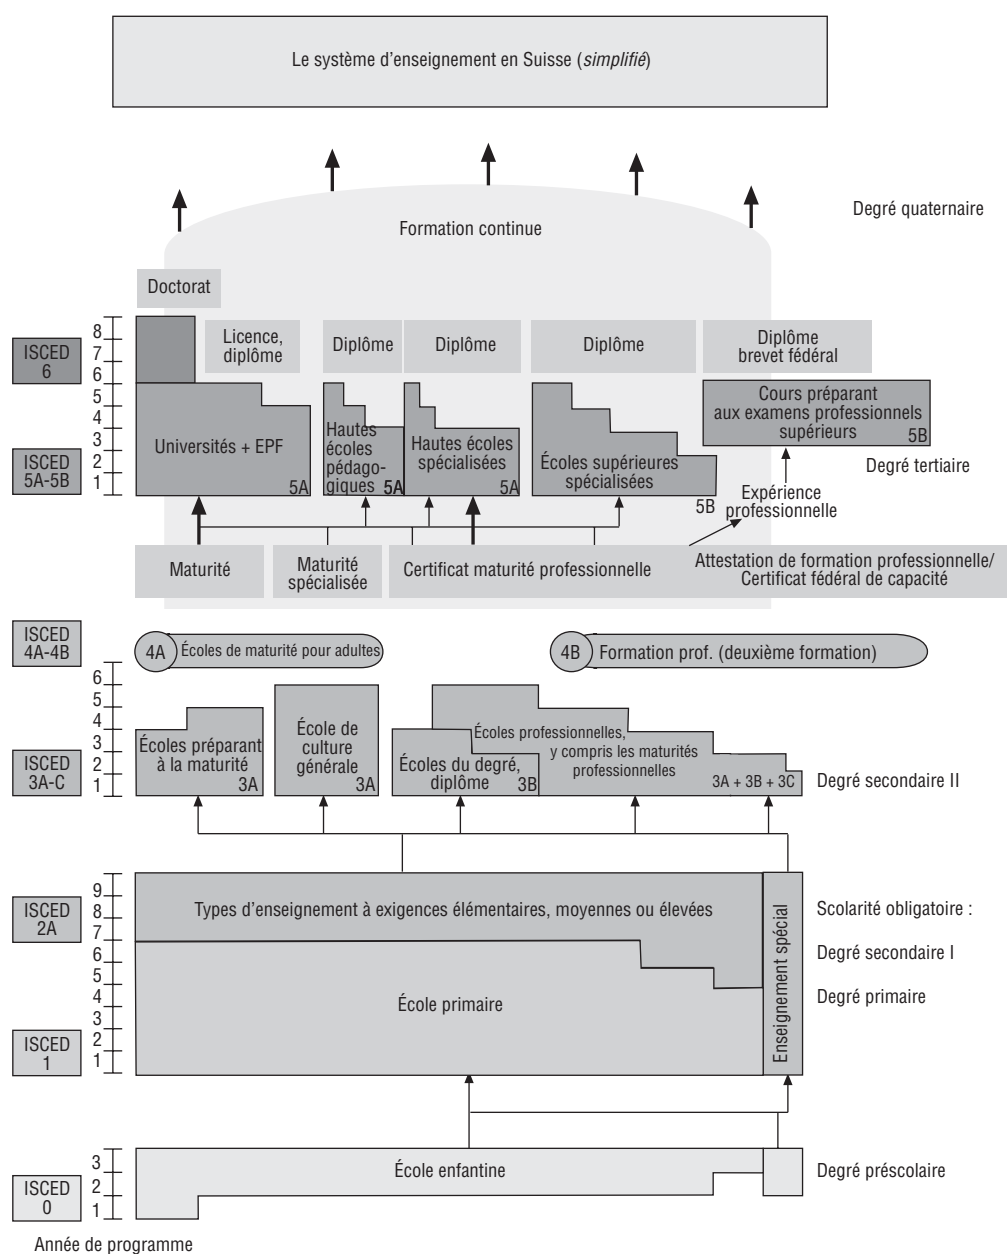 Le système d'enseignement en Suisse (simplifié)
Degré quaternaire
Formation continue
Doctorat
Licence,
diplôme
Diplôme
Diplôme
Diplôme
Diplôme
brevet fédéral
ISCED
6
8
7
6
5
4
3
2
1
ISCED
5A-5B
Universités + EPF
5A
Hautes
écoles
pédago-
giques
5A
Hautes écoles
spécialisées
5A
Écoles supérieures
spécialisées
5B
Cours préparant
aux examens professionnels
supérieurs
5B
Degré tertiaire
Expérience
professionnelle
Maturité
Maturité
spécialisée
Certificat maturité professionnelle
Attestation de formation professionnelle/
Certificat fédéral de capacité
ISCED
4A-4B
4A
Écoles de maturité pour adultes
4B
Formation prof. (deuxième formation)
6
5
4
3
2
1
ISCED
3A-C
Écoles préparant
à la maturité
3A
École de
culture
générale
3A
Écoles du degré,
diplôme
3B
Écoles professionnelles,
y compris les maturités
professionnelles
3A + 3B + 3C
Degré secondaire II
ISCED
2A
9
8
7
6
5
4
3
2
1
Types d'enseignement à exigences élémentaires, moyennes ou élevées
École primaire
Enseignement spécial
Scolarité obligatoire :
Degré secondaire I
Degré primaire
ISCED
1
3
2
1
ISCED
0
École enfantine
Degré préscolaire
Année de programme